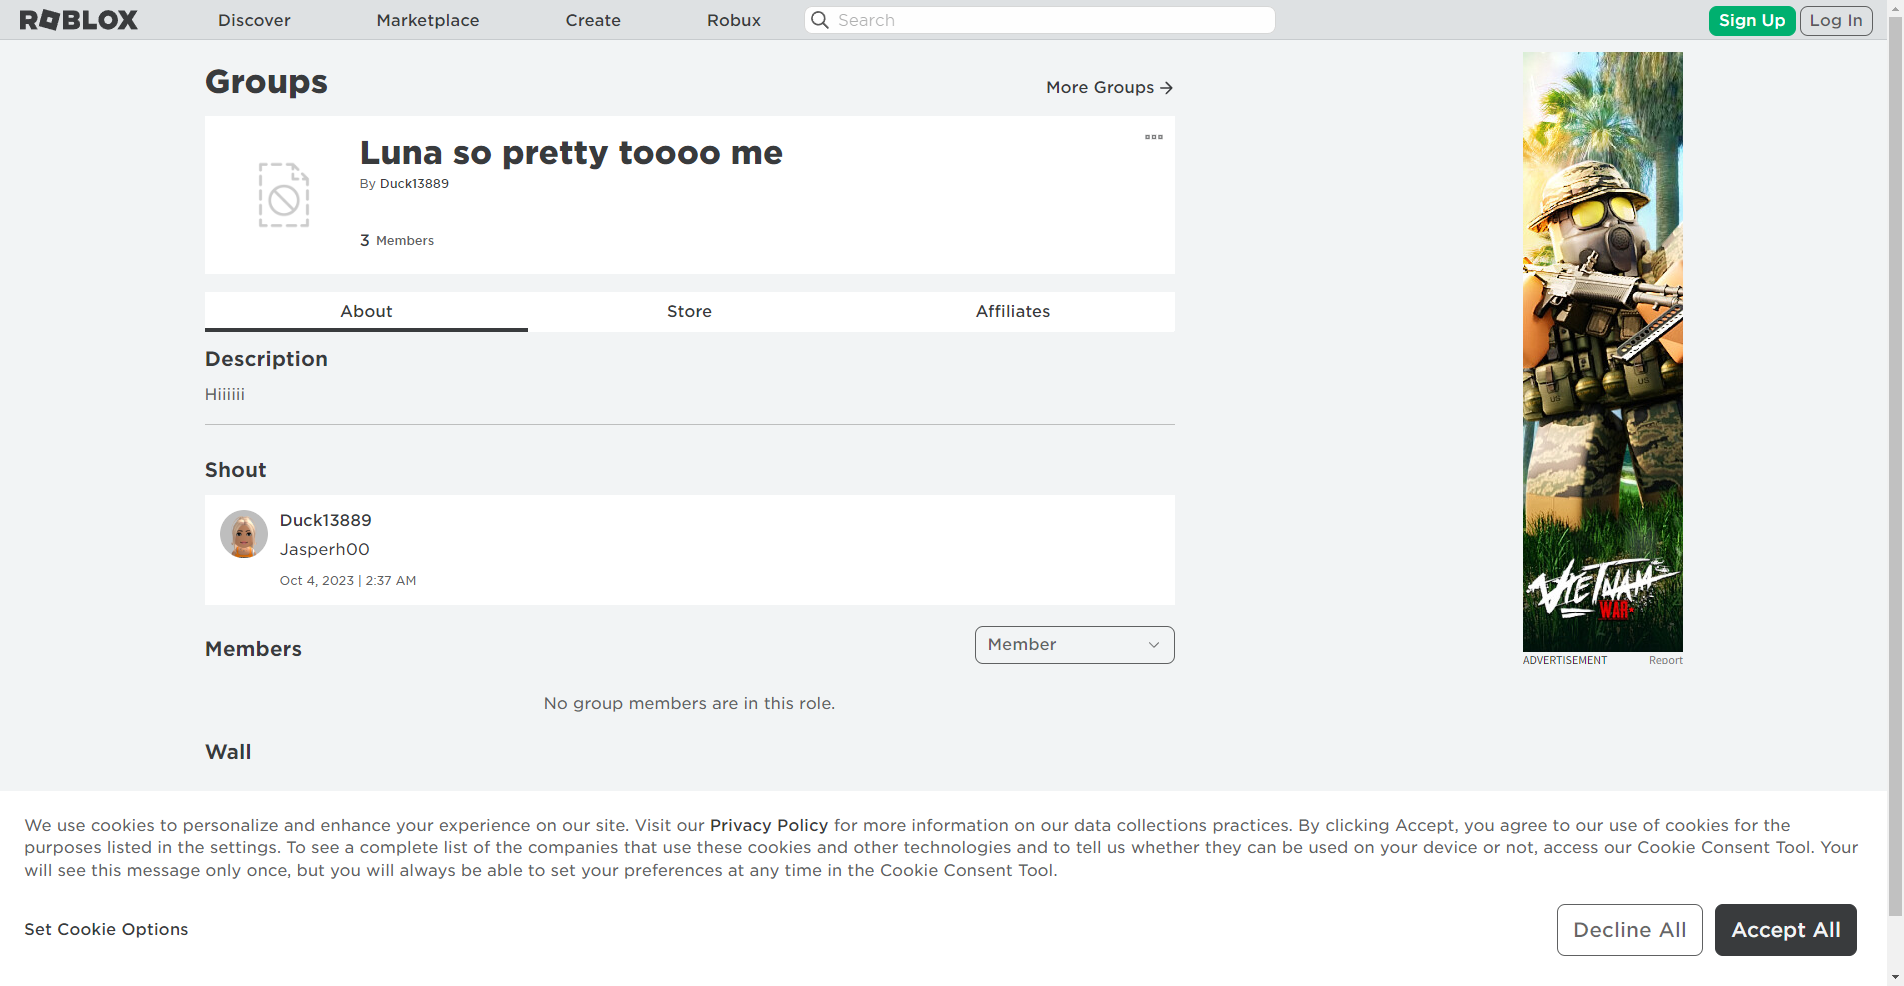 ROBLOX
Discover
Marketplace
Create
Robux
Search
Sign Up
Log In
Groups
More Groups →
Luna so pretty toooo me
By Duck13889
3 Members
About
Store
Affiliates
Description
Hiiiiii
Shout
Duck13889
Jasperh00
Oct 4, 2023 | 2:37 AM
Members
Member
No group members are in this role.
Wall
US
US
VIETNAM
WAR
ADVERTISEMENT
Report
We use cookies to personalize and enhance your experience on our site. Visit our Privacy Policy for more information on our data collections practices. By clicking Accept, you agree to our use of cookies for the
purposes listed in the settings. To see a complete list of the companies that use these cookies and other technologies and to tell us whether they can be used on your device or not, access our Cookie Consent Tool. Your
will see this message only once, but you will always be able to set your preferences at any time in the Cookie Consent Tool.
Set Cookie Options
Decline All
Accept All